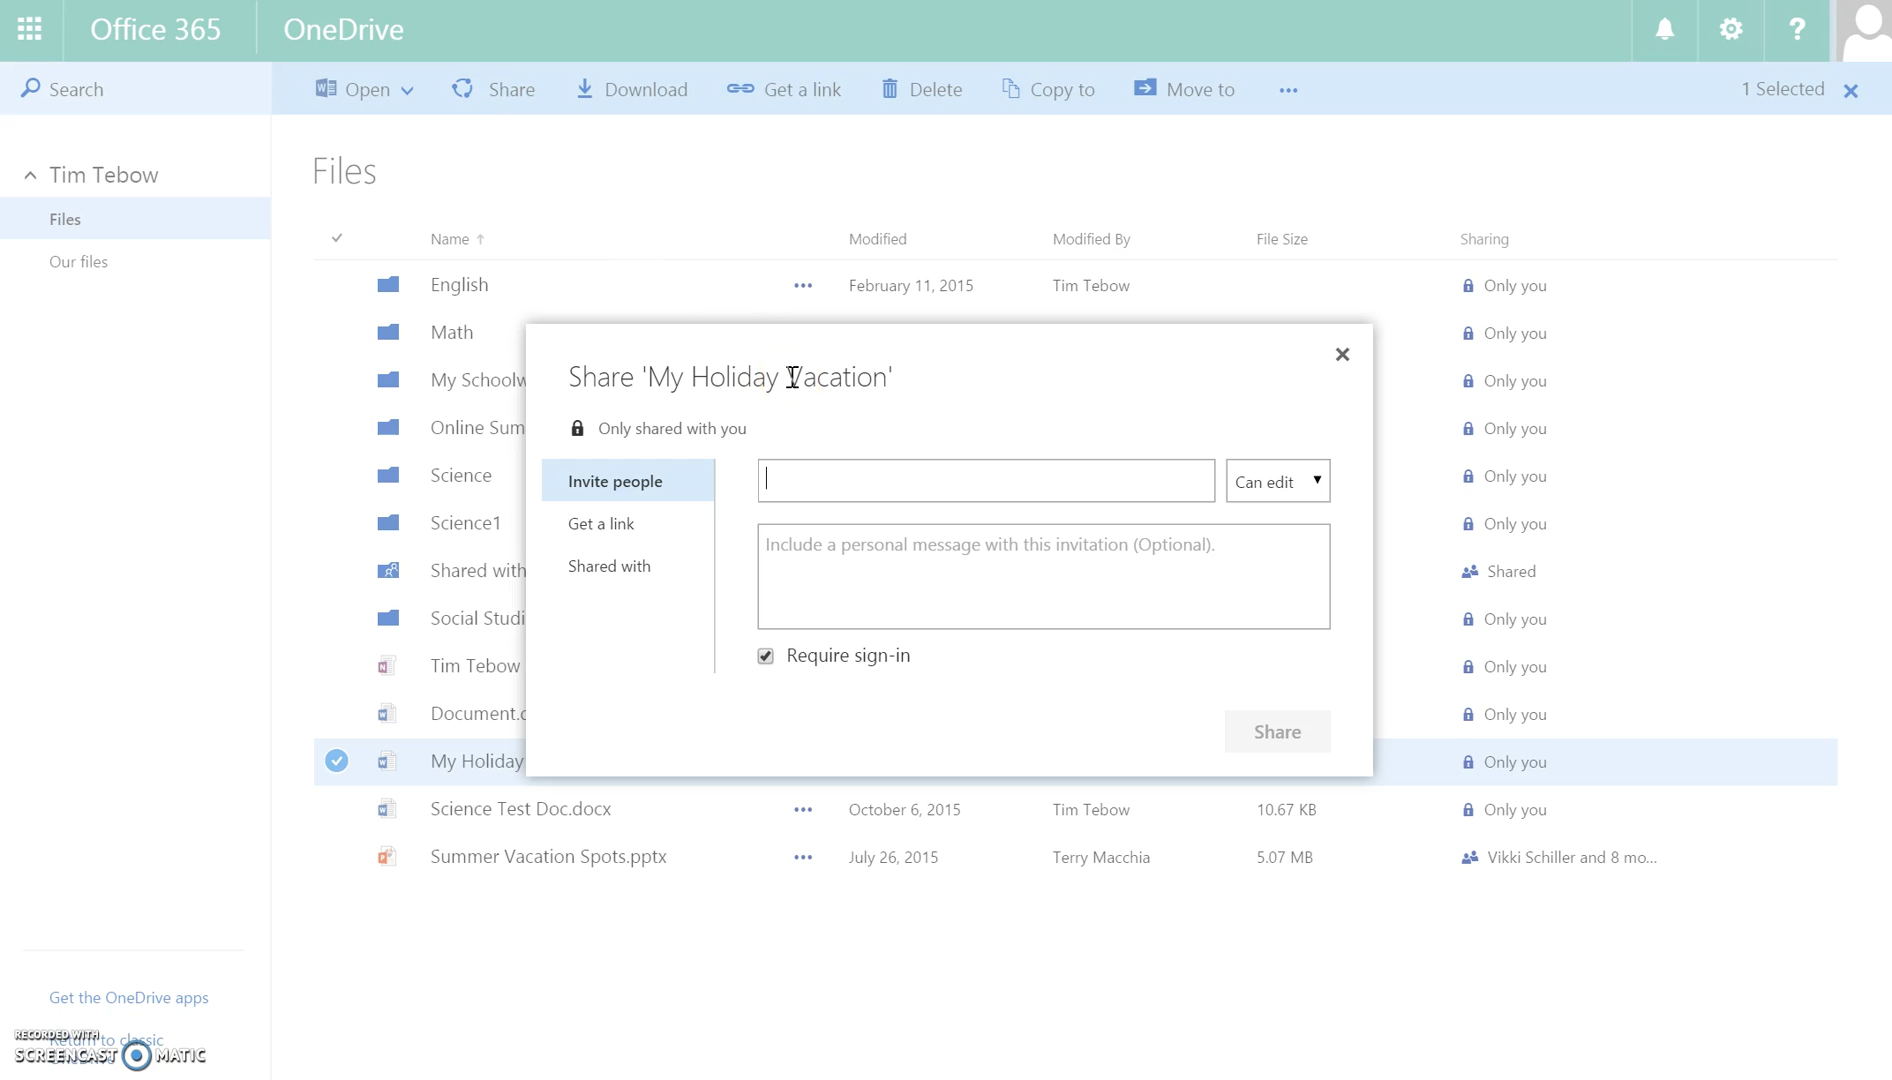 Office 365 OneDrive
Search Open Share Download Get a link Delete Copy to Move to ••• 1 Selected
Tim Tebow
Files
Our files
Files
Name Modified Modified By File Size Sharing
English ••• February 11, 2015 Tim Tebow Only you
Math Only you
My Schoolw Only you
Online Sum Only you
Science Only you
Science1 Only you
Shared with Shared
Social Studi Only you
Tim Tebow Only you
Document.d Only you
My Holiday Only you
Science Test Doc.docx ••• October 6, 2015 Tim Tebow 10.67 KB Only you
Summer Vacation Spots.pptx ••• July 26, 2015 Terry Macchia 5.07 MB Vikki Schiller and 8 mo...
Share 'My Holiday Vacation'
Only shared with you
Invite people
Get a link
Shared with
Can edit
Include a personal message with this invitation (Optional).
Require sign-in
Share
Get the OneDrive apps
Return to classic
OneDrive
RECORDED WITH
SCREENCAST MATIC